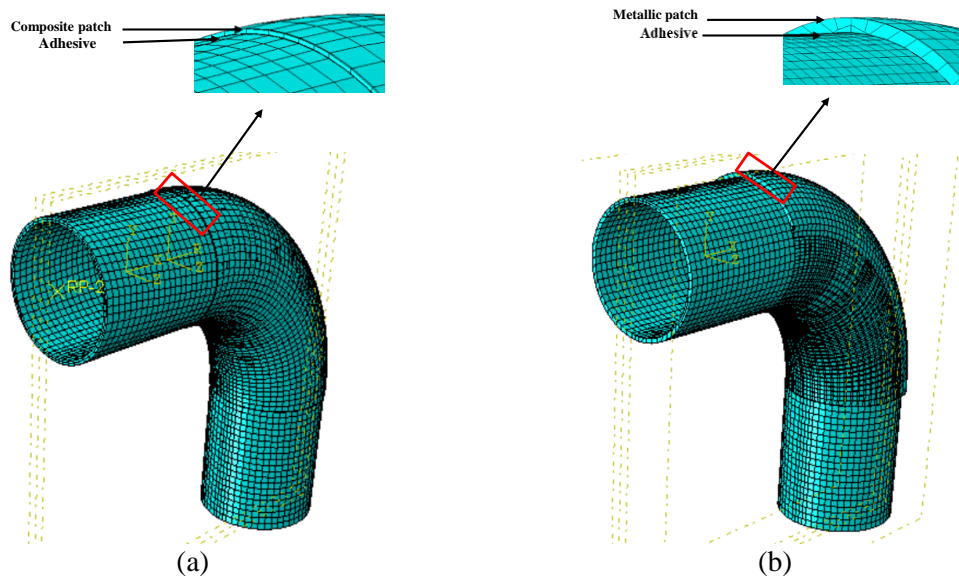 Composite patch
Adhesive
Metallic patch
Adhesive
Y
X
Z
Y
X
Z
RP-2
Y
X
Z
(a)
(b)